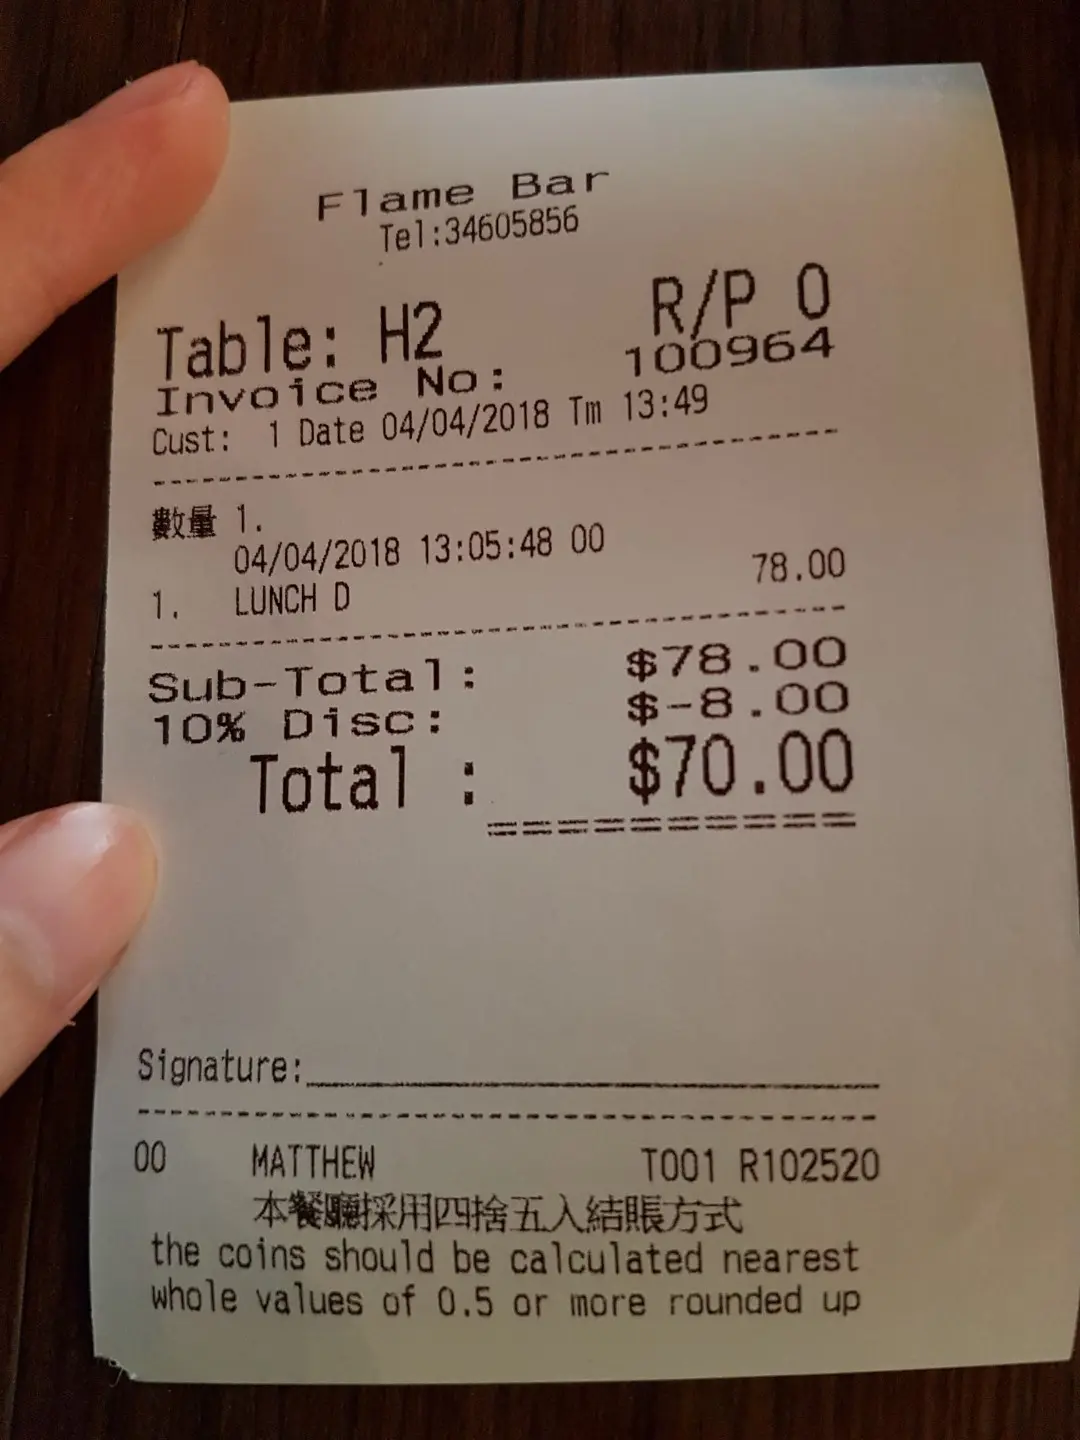 Flame Bar
Tel:34605856
Table: H2 R/P 0
Invoice No: 100964
Cust: 1 Date 04/04/2018 Tm 13:49
數量 1.
04/04/2018 13:05:48 00
1. LUNCH D 78.00
Sub-Total: $78.00
10% Disc: $-8.00
Total : $70.00
Signature:
00 MATTHEW T001 R102520
本餐廳採用四捨五入結賬方式
the coins should be calculated nearest
whole values of 0.5 or more rounded up